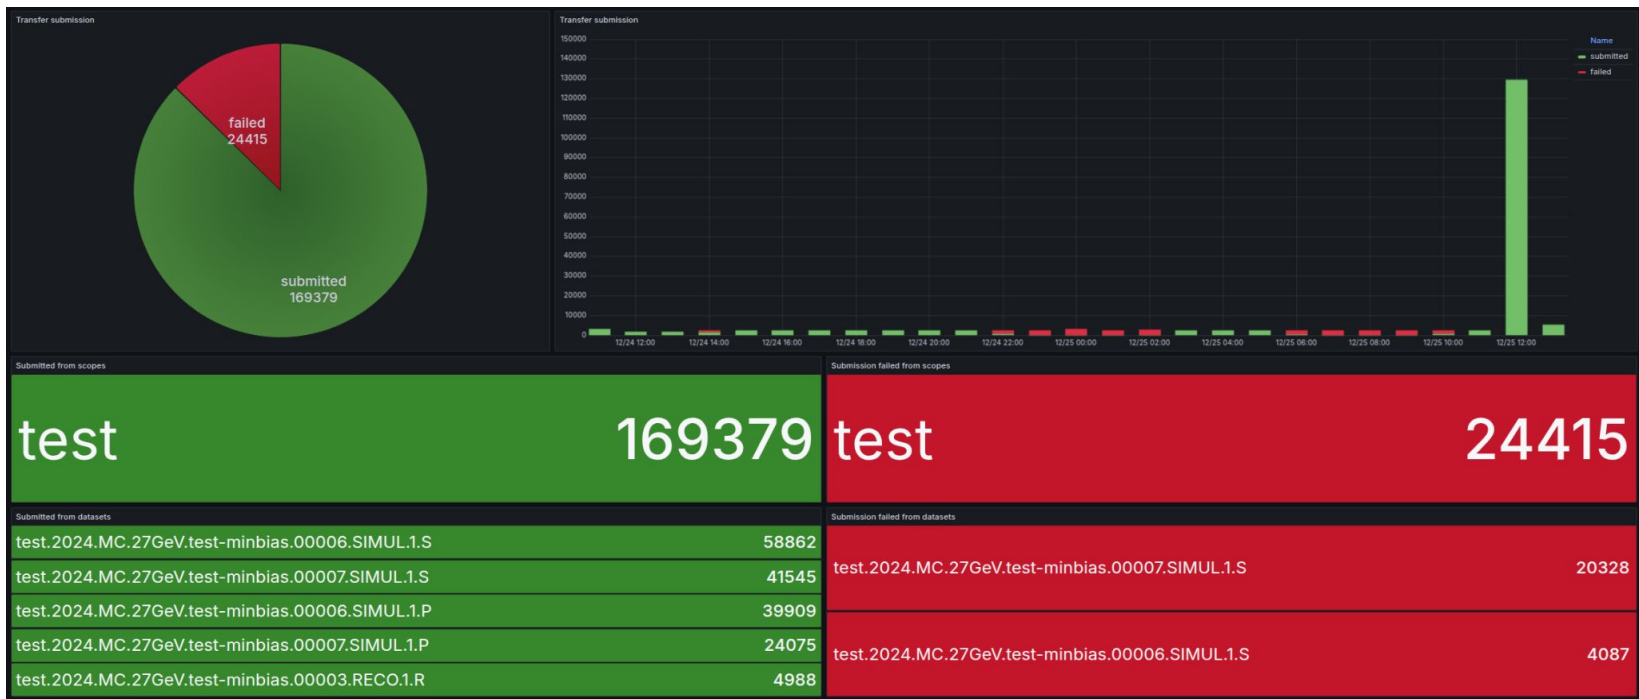 Transfer submission
failed
24415
submitted
169379
Transfer submission
150000
140000
130000
120000
110000
100000
90000
80000
70000
60000
50000
40000
30000
20000
10000
0
12/24 12:00
12/24 14:00
12/24 16:00
12/24 18:00
12/24 20:00
12/24 22:00
12/25 00:00
12/25 02:00
12/25 04:00
12/25 06:00
12/25 08:00
12/25 10:00
12/25 12:00
Name
submitted
failed
Submitted from scopes
test 169379
Submission failed from scopes
test 24415
Submitted from datasets
test.2024.MC.27GeV.test-minbias.00006.SIMUL.1.S 58862
test.2024.MC.27GeV.test-minbias.00007.SIMUL.1.S 41545
test.2024.MC.27GeV.test-minbias.00006.SIMUL.1.P 39909
test.2024.MC.27GeV.test-minbias.00007.SIMUL.1.P 24075
test.2024.MC.27GeV.test-minbias.00003.RECO.1.R 4988
Submission failed from datasets
test.2024.MC.27GeV.test-minbias.00007.SIMUL.1.S 20328
test.2024.MC.27GeV.test-minbias.00006.SIMUL.1.S 4087